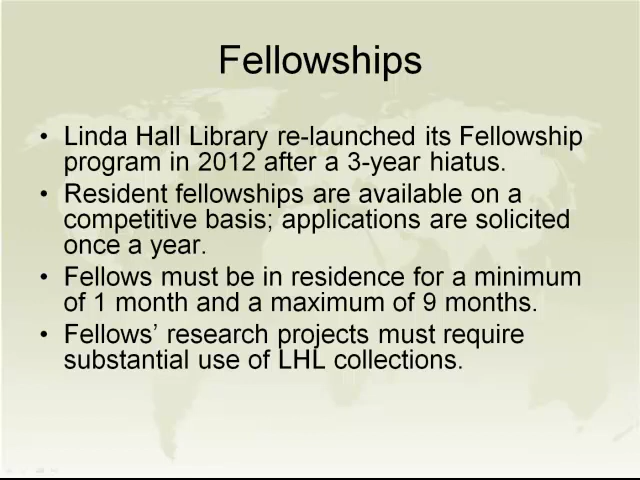 Fellowships
• Linda Hall Library re-launched its Fellowship
program in 2012 after a 3-year hiatus.
• Resident fellowships are available on a
competitive basis; applications are solicited
once a year.
• Fellows must be in residence for a minimum
of 1 month and a maximum of 9 months.
• Fellows’ research projects must require
substantial use of LHL collections.